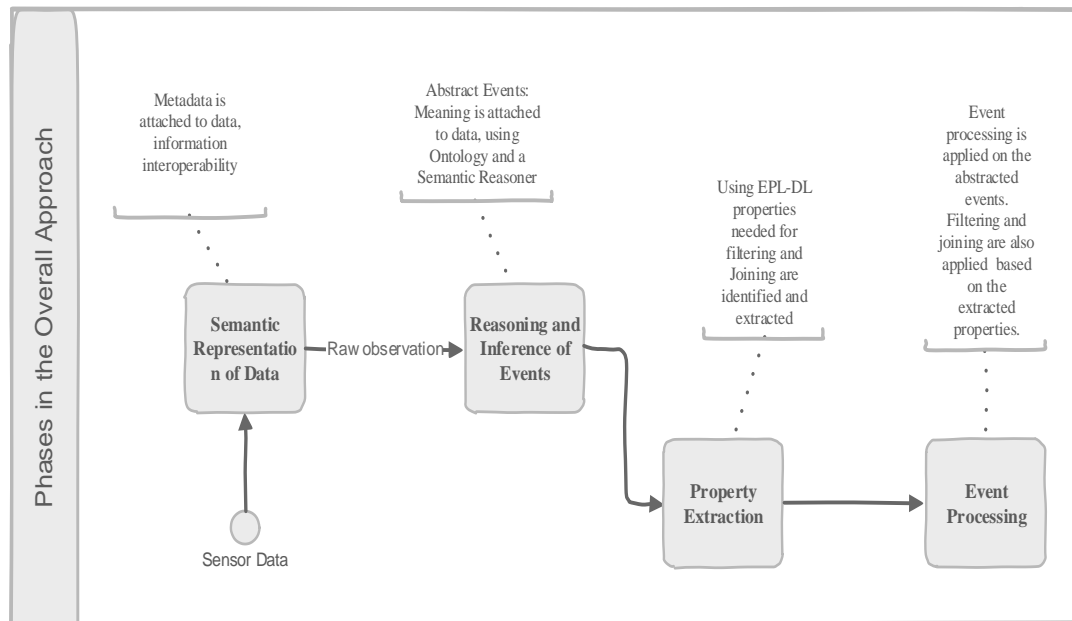 Phases in the Overall Approach
Metadata is
attached to data,
information
interoperability
Abstract Events:
Meaning is attached
to data, using
Ontology and a
Semantic Reasoner
Using EPL-DL
properties
needed for
filtering and
Joining are
identified and
extracted
Event
processing is
applied on the
abstracted
events.
Filtering and
joining are also
applied based
on the
extracted
properties.
Semantic
Representatio
n of Data
Raw observation
Reasoning and
Inference of
Events
Property
Extraction
Event
Processing
Sensor Data